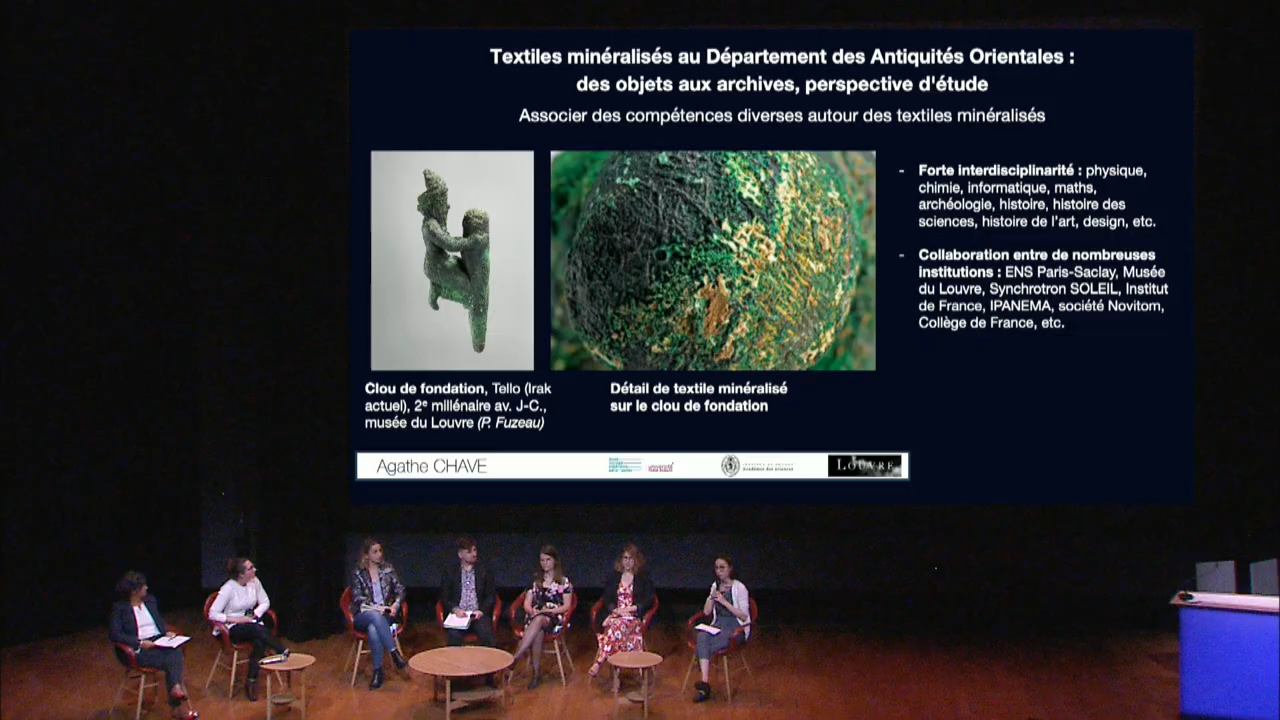 Textiles minéralisés au Département des Antiquités Orientales :
des objets aux archives, perspective d'étude
Associer des compétences diverses autour des textiles minéralisés
- Forte interdisciplinarité : physique,
chimie, informatique, maths,
archéologie, histoire, histoire des
sciences, histoire de l'art, design, etc.
- Collaboration entre de nombreuses
institutions : ENS Paris-Saclay, Musée
du Louvre, Synchrotron SOLEIL, Institut
de France, IPANEMA, société Novitom,
Collège de France, etc.
Clou de fondation, Tello (Irak
actuel), 2e millénaire av. J-C.,
musée du Louvre (P. Fuzeau)
Détail de textile minéralisé
sur le clou de fondation
Agathe CHAVE
LOUVRE